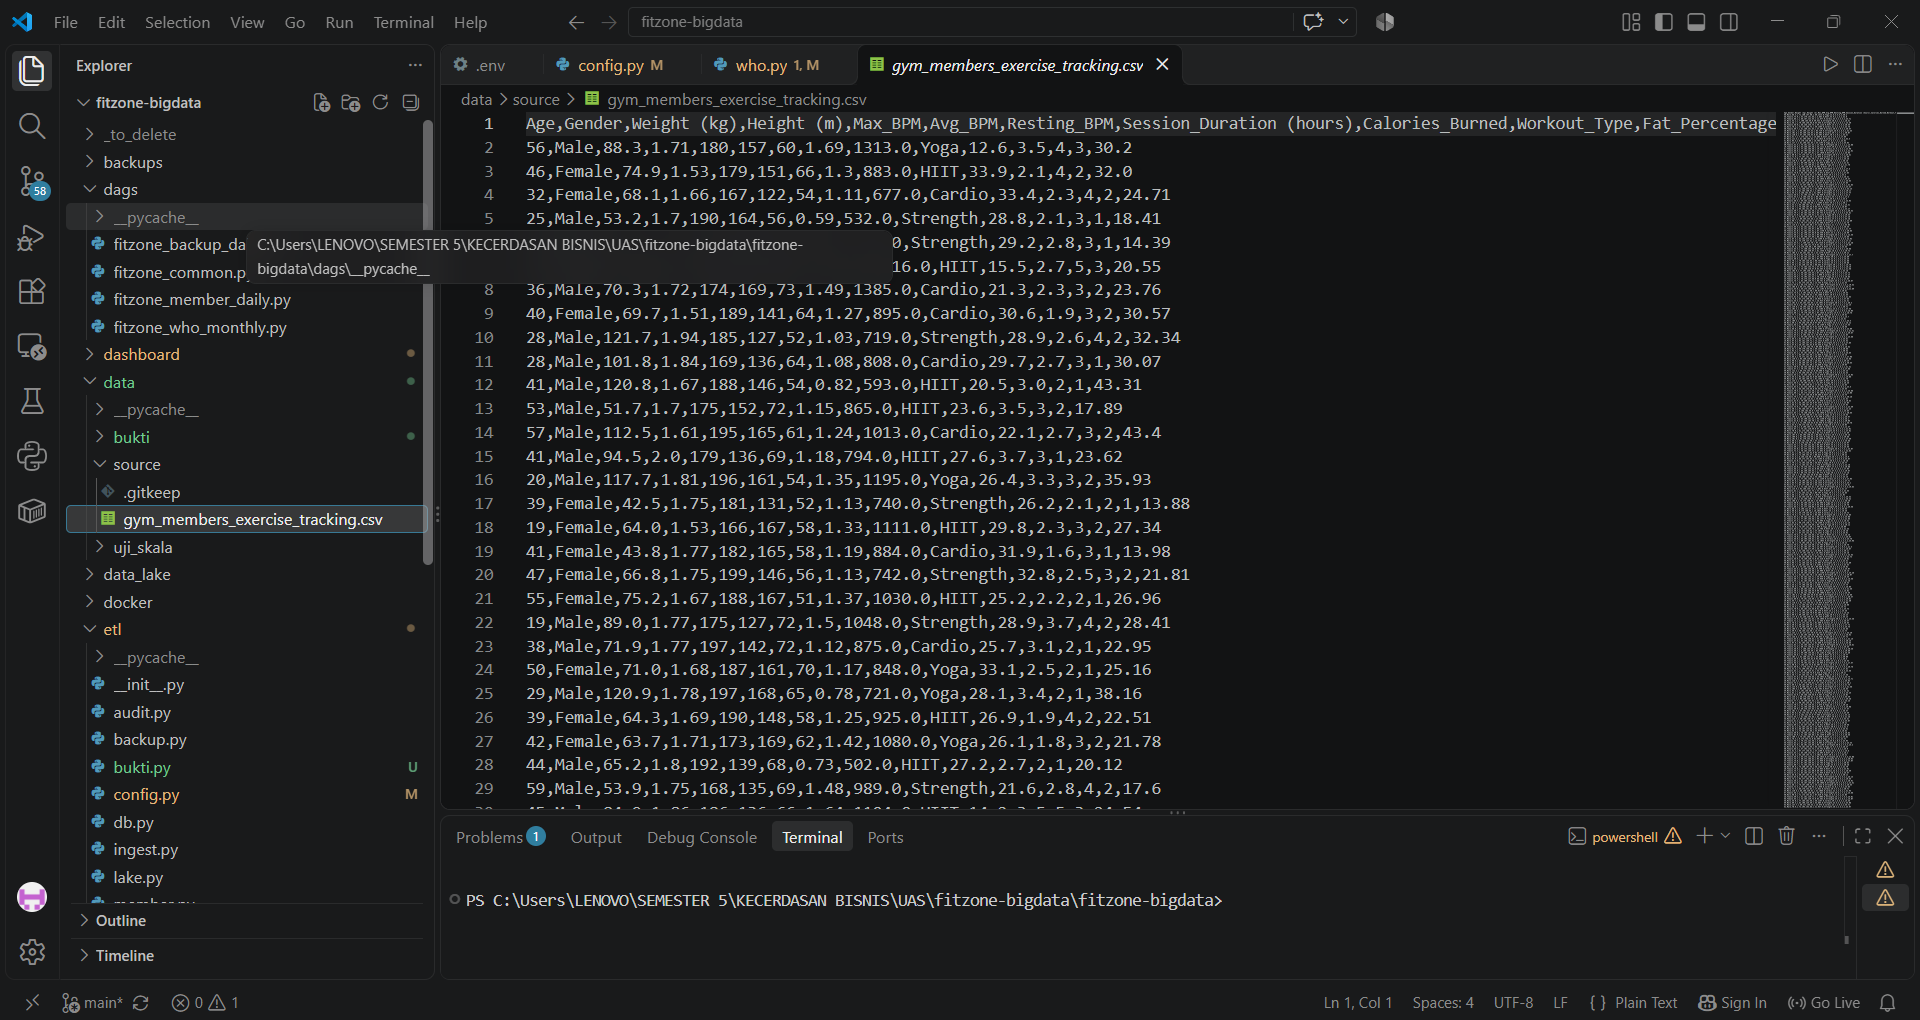 File Edit Selection View Go Run Terminal Help
fitzone-bigdata
Explorer
fitzone-bigdata
_to_delete
backups
dags
__pycache__
fitzone_backup_da
fitzone_common.p
fitzone_member_daily.py
fitzone_who_monthly.py
dashboard
data
__pycache__
bukti
source
.gitkeep
gym_members_exercise_tracking.csv
uji_skala
data_lake
docker
etl
__pycache__
__init__.py
audit.py
backup.py
bukti.py U
config.py M
db.py
ingest.py
lake.py
Outline
Timeline
58
C:\Users\LENOVO\SEMESTER 5\KECERDASAN BISNIS\UAS\fitzone-bigdata\fitzone-
bigdata\dags\__pycache__
.env config.py M who.py 1, M gym_members_exercise_tracking.csv
data > source > gym_members_exercise_tracking.csv
1 Age,Gender,Weight (kg),Height (m),Max_BPM,Avg_BPM,Resting_BPM,Session_Duration (hours),Calories_Burned,Workout_Type,Fat_Percentage
2 56,Male,88.3,1.71,180,157,60,1.69,1313.0,Yoga,12.6,3.5,4,3,30.2
3 46,Female,74.9,1.53,179,151,66,1.3,883.0,HIIT,33.9,2.1,4,2,32.0
4 32,Female,68.1,1.66,167,122,54,1.11,677.0,Cardio,33.4,2.3,4,2,24.71
5 25,Male,53.2,1.7,190,164,56,0.59,532.0,Strength,28.8,2.1,3,1,18.41
0,Strength,29.2,2.8,3,1,14.39
16.0,HIIT,15.5,2.7,5,3,20.55
8 36,Male,70.3,1.72,174,169,73,1.49,1385.0,Cardio,21.3,2.3,3,2,23.76
9 40,Female,69.7,1.51,189,141,64,1.27,895.0,Cardio,30.6,1.9,3,2,30.57
10 28,Male,121.7,1.94,185,127,52,1.03,719.0,Strength,28.9,2.6,4,2,32.34
11 28,Male,101.8,1.84,169,136,64,1.08,808.0,Cardio,29.7,2.7,3,1,30.07
12 41,Male,120.8,1.67,188,146,54,0.82,593.0,HIIT,20.5,3.0,2,1,43.31
13 53,Male,51.7,1.7,175,152,72,1.15,865.0,HIIT,23.6,3.5,3,2,17.89
14 57,Male,112.5,1.61,195,165,61,1.24,1013.0,Cardio,22.1,2.7,3,2,43.4
15 41,Male,94.5,2.0,179,136,69,1.18,794.0,HIIT,27.6,3.7,3,1,23.62
16 20,Male,117.7,1.81,196,161,54,1.35,1195.0,Yoga,26.4,3.3,3,2,35.93
17 39,Female,42.5,1.75,181,131,52,1.13,740.0,Strength,26.2,2.1,2,1,13.88
18 19,Female,64.0,1.53,166,167,58,1.33,1111.0,HIIT,29.8,2.3,3,2,27.34
19 41,Female,43.8,1.77,182,165,58,1.19,884.0,Cardio,31.9,1.6,3,1,13.98
20 47,Female,66.8,1.75,199,146,56,1.13,742.0,Strength,32.8,2.5,3,2,21.81
21 55,Female,75.2,1.67,188,167,51,1.37,1030.0,HIIT,25.2,2.2,2,1,26.96
22 19,Male,89.0,1.77,175,127,72,1.5,1048.0,Strength,28.9,3.7,4,2,28.41
23 38,Male,71.9,1.77,197,142,72,1.12,875.0,Cardio,25.7,3.1,2,1,22.95
24 50,Female,71.0,1.68,187,161,70,1.17,848.0,Yoga,33.1,2.5,2,1,25.16
25 29,Male,120.9,1.78,197,168,65,0.78,721.0,Yoga,28.1,3.4,2,1,38.16
26 39,Female,64.3,1.69,190,148,58,1.25,925.0,HIIT,26.9,1.9,4,2,22.51
27 42,Female,63.7,1.71,173,169,62,1.42,1080.0,Yoga,26.1,1.8,3,2,21.78
28 44,Male,65.2,1.8,192,139,68,0.73,502.0,HIIT,27.2,2.7,2,1,20.12
29 59,Male,53.9,1.75,168,135,69,1.48,989.0,Strength,21.6,2.8,4,2,17.6
Problems 1 Output Debug Console Terminal Ports
powershell
PS C:\Users\LENOVO\SEMESTER 5\KECERDASAN BISNIS\UAS\fitzone-bigdata\fitzone-bigdata>
main* 0 1
Ln 1, Col 1 Spaces: 4 UTF-8 LF { } Plain Text Sign In Go Live